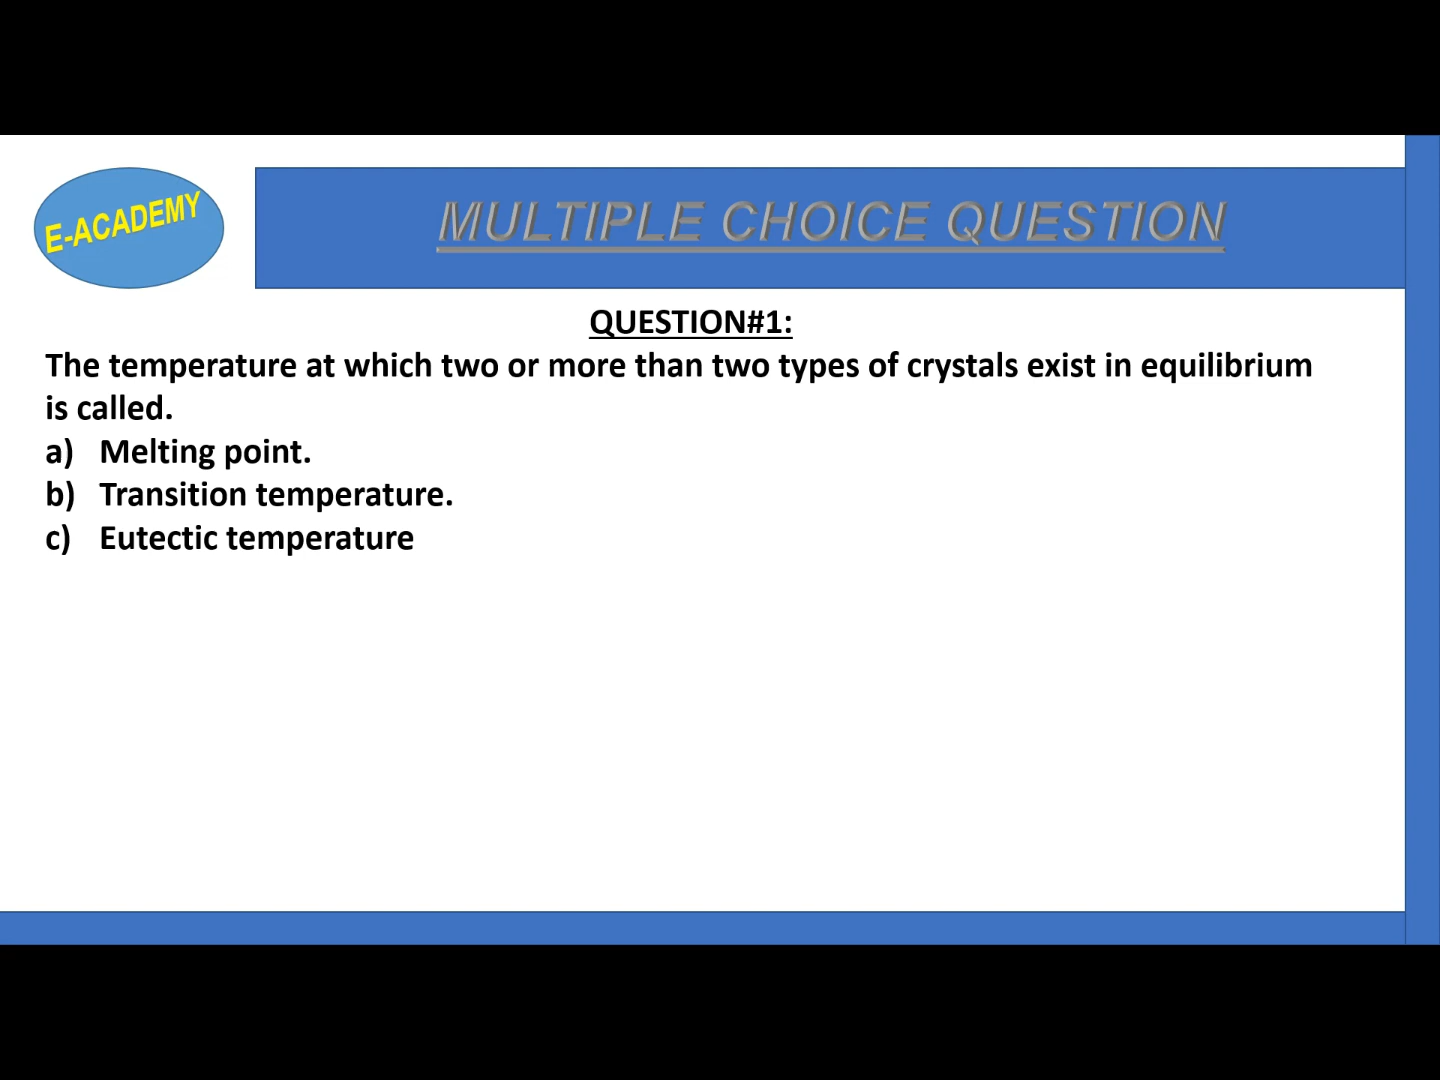 E-ACADEMY
MULTIPLE CHOICE QUESTION
QUESTION#1:
The temperature at which two or more than two types of crystals exist in equilibrium
is called.
a) Melting point.
b) Transition temperature.
c) Eutectic temperature